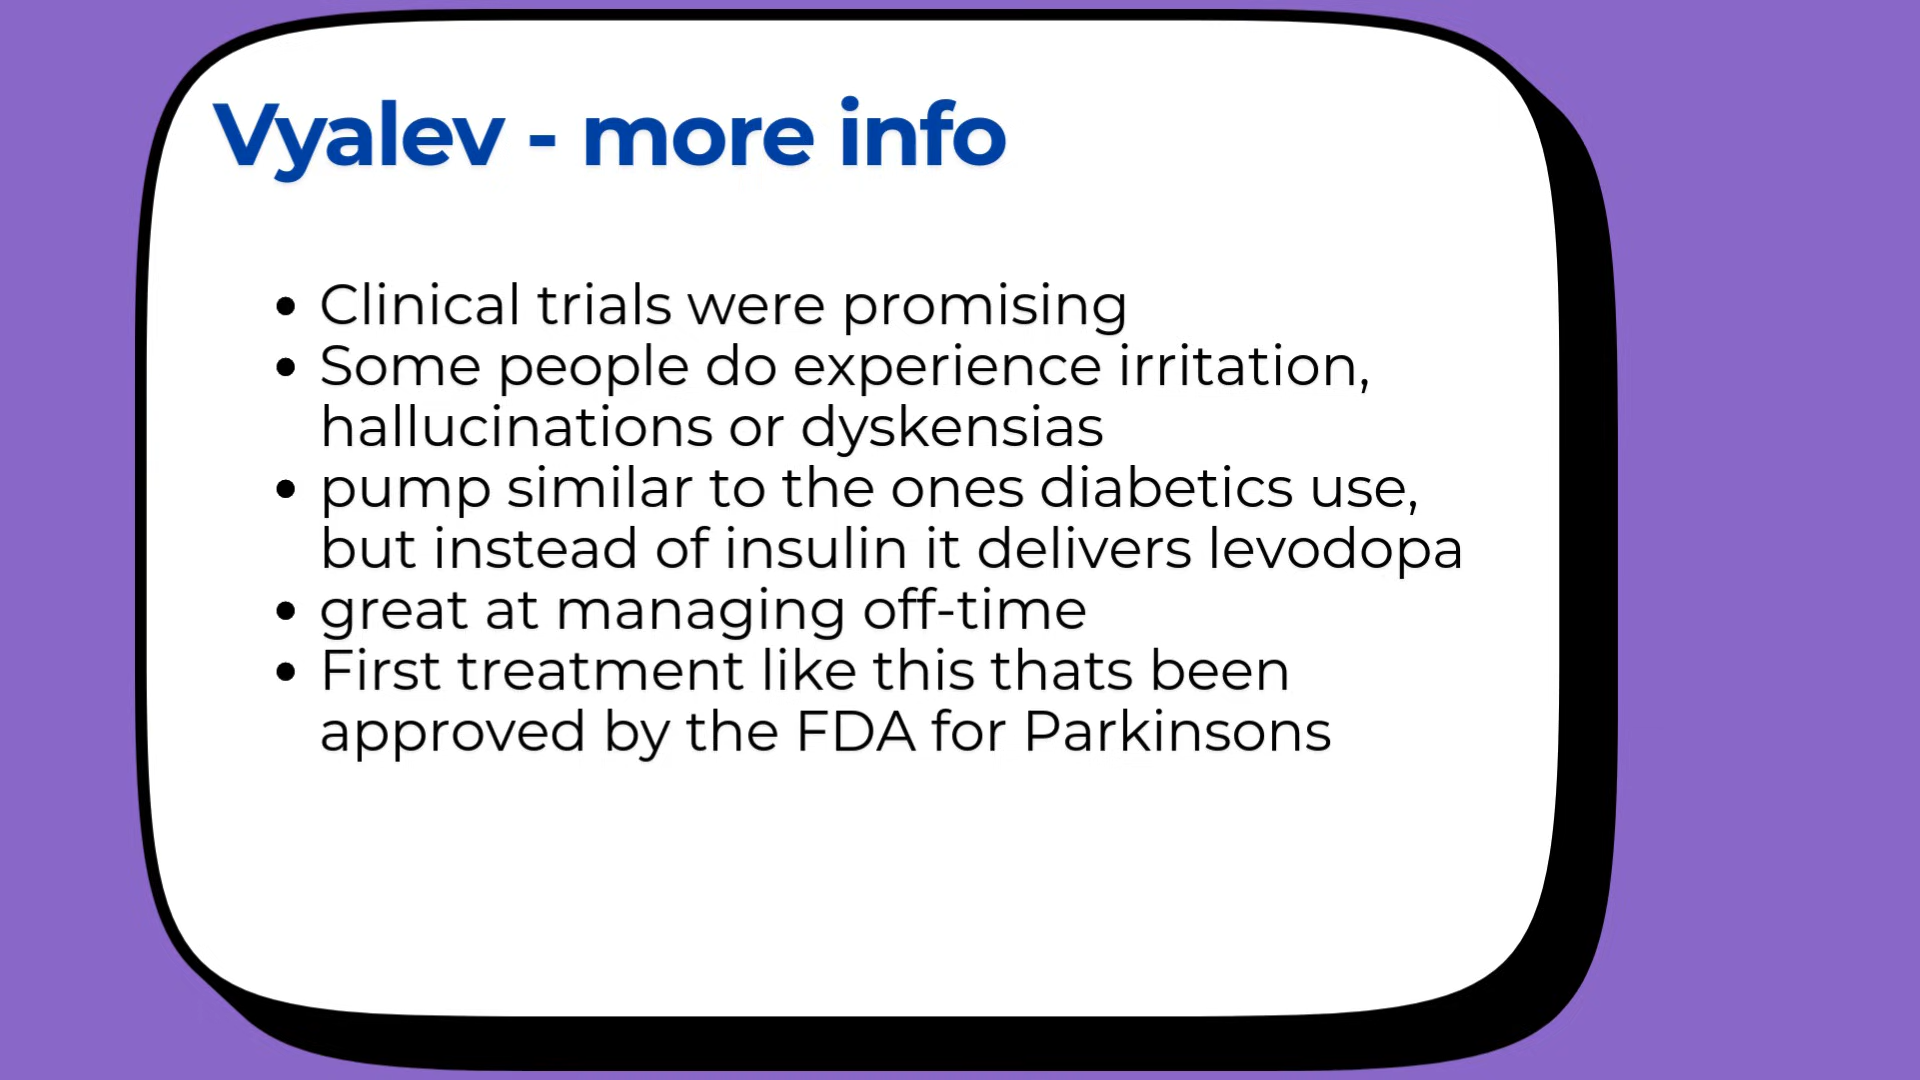 Vyalev - more info
• Clinical trials were promising
• Some people do experience irritation,
hallucinations or dyskensias
• pump similar to the ones diabetics use,
but instead of insulin it delivers levodopa
• great at managing off-time
• First treatment like this thats been
approved by the FDA for Parkinsons